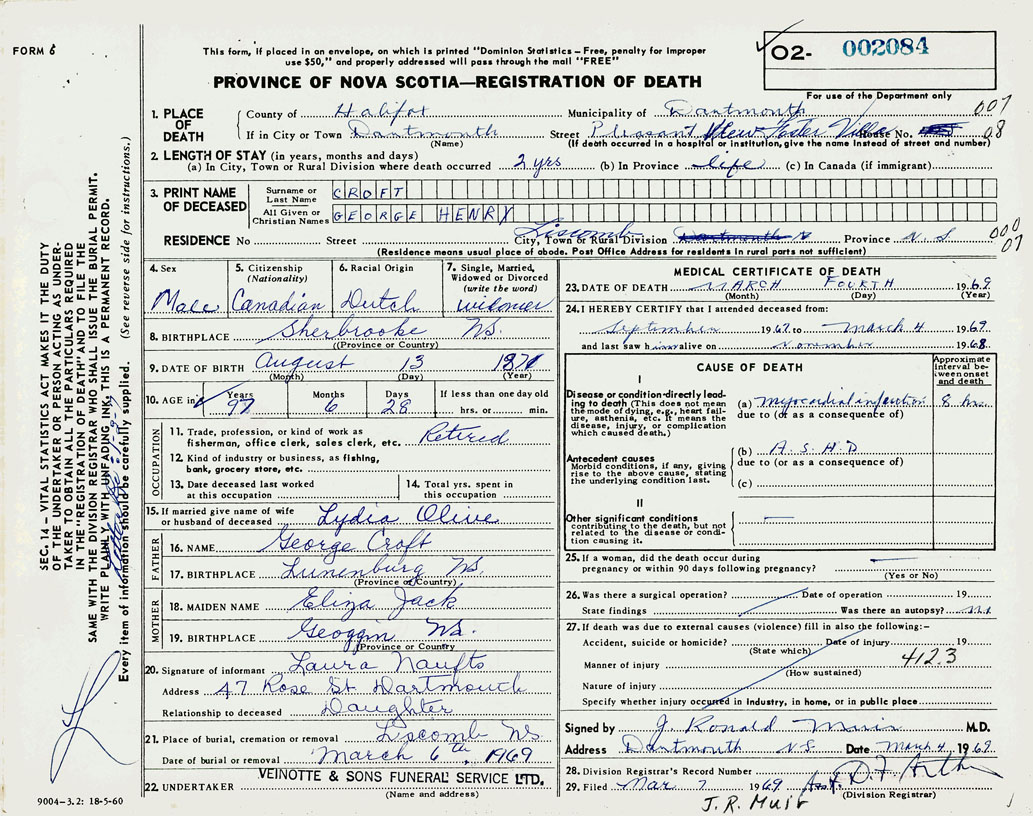 FORM 6
This form, if placed in an envelope, on which is printed "Dominion Statistics – Free, penalty for improper
use $50," and properly addressed will pass through the mail "FREE"
PROVINCE OF NOVA SCOTIA—REGISTRATION OF DEATH
O2- 002084
For use of the Department only
1. PLACE OF DEATH
County of Halifax Municipality of Dartmouth 007
If in City or Town Dartmouth Street Pleasant View Foster Villa House No. 08
(Name) (If death occurred in a hospital or institution, give the name instead of street and number)
2. LENGTH OF STAY (in years, months and days)
(a) In City, Town or Rural Division where death occurred 2 yrs (b) In Province life (c) In Canada (if immigrant)
3. PRINT NAME OF DECEASED
Surname or Last Name CROFT
All Given or Christian Names GEORGE HENRY
RESIDENCE No Street City, Town or Rural Division Liscomb Province N.S 000 07
(Residence means usual place of abode. Post Office Address for residents in rural parts not sufficient)
4. Sex Male
5. Citizenship (Nationality) Canadian
6. Racial Origin Dutch
7. Single, Married, Widowed or Divorced (write the word) widower
8. BIRTHPLACE Sherbrooke NS.
(Province or Country)
9. DATE OF BIRTH August 13 1871
(Month) (Day) (Year)
10. AGE in Years 97 Months 6 Days 28 If less than one day old hrs. or min.
OCCUPATION
11. Trade, profession, or kind of work as
fisherman, office clerk, sales clerk, etc. Retired
12. Kind of industry or business, as fishing,
bank, grocery store, etc.
13. Date deceased last worked
at this occupation
14. Total yrs. spent in
this occupation
15. If married give name of wife
or husband of deceased Lydia Olive
FATHER
16. NAME George Croft
17. BIRTHPLACE Lunenburg NS.
(Province or Country)
MOTHER
18. MAIDEN NAME Eliza Jack
19. BIRTHPLACE Geoggin NS.
(Province or Country)
20. Signature of informant Laura Naufts
Address 47 Rose St. Dartmouth
Relationship to deceased Daughter
21. Place of burial, cremation or removal Liscomb NS
Date of burial or removal March 6th, 1969
VEINOTTE & SONS FUNERAL SERVICE LTD.
22. UNDERTAKER
(Name and address)
MEDICAL CERTIFICATE OF DEATH
23. DATE OF DEATH MARCH FOURTH 1969
(Month) (Day) (Year)
24. I HEREBY CERTIFY that I attended deceased from:
September 1967 to March 4 1969
and last saw him alive on November 1968
CAUSE OF DEATH
Approximate interval between onset and death
I
Disease or condition directly leading to death (This does not mean the mode of dying, e.g., heart failure, asthenia, etc. It means the disease, injury, or complication which caused death.)
(a) myocardial infarction 8 hrs.
due to (or as a consequence of)
Antecedent causes
Morbid conditions, if any, giving rise to the above cause, stating the underlying condition last.
(b) A.S.H.D
due to (or as a consequence of)
(c)
II
Other significant conditions
contributing to the death, but not related to the disease or condition causing it.
25. If a woman, did the death occur during
pregnancy or within 90 days following pregnancy?
(Yes or No)
26. Was there a surgical operation? Date of operation 19
State findings Was there an autopsy?
27. If death was due to external causes (violence) fill in also the following:–
Accident, suicide or homicide? Date of injury 19
(State which)
Manner of injury 412.3
(How sustained)
Nature of injury
Specify whether injury occurred in Industry, in home, or in public place
Signed by J. Ronald Muir M.D.
Address Dartmouth NS Date March 4 1969
28. Division Registrar's Record Number
29. Filed Mar 7 1969
(Division Registrar)
J.R. Muir
SEC. 14 – VITAL STATISTICS ACT MAKES IT THE DUTY
OF THE UNDERTAKER OR PERSON ACTING AS UNDER-
TAKER TO OBTAIN ALL THE PARTICULARS REQUIRED
IN THE "REGISTRATION OF DEATH" AND TO FILE THE
SAME WITH THE DIVISION REGISTRAR WHO SHALL ISSUE THE BURIAL PERMIT.
WRITE PLAINLY WITH UNFADING INK, THIS IS A PERMANENT RECORD.
Every item of information should be carefully supplied. (See reverse side for instructions.)
9004–3.2: 18-5-60